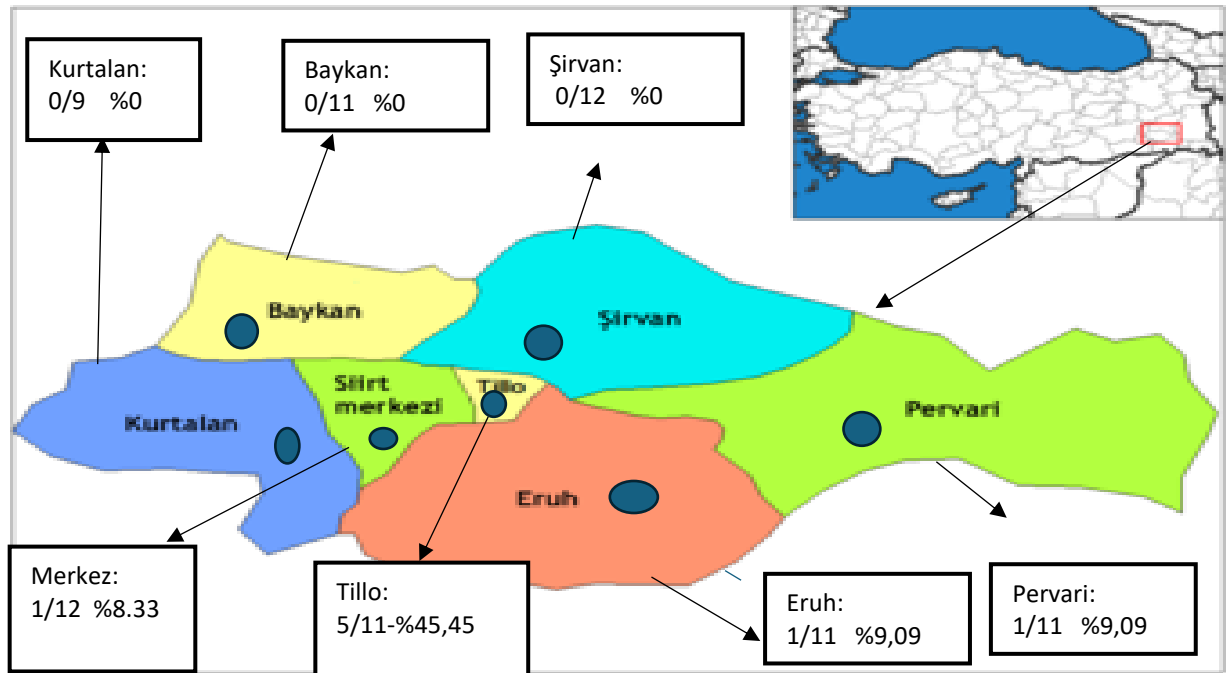 Kurtalan:
0/9 %0
Baykan:
0/11 %0
Şirvan:
0/12 %0
Baykan
Şirvan
Siirt
merkezi
Tillo
Kurtalan
Pervari
Eruh
Merkez:
1/12 %8.33
Tillo:
5/11-%45,45
Eruh:
1/11 %9,09
Pervari:
1/11 %9,09